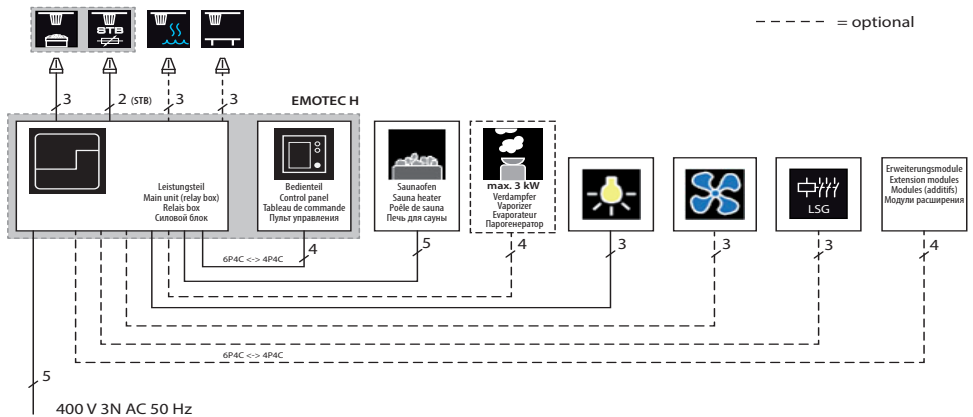 STB
= optional
3
2 (STB)
3
3
EMOTEC H
Leistungsteil
Main unit (relay box)
Relais box
Силовой блок
Bedienteil
Control panel
Tableau de commande
Пульт управления
Saunaofen
Sauna heater
Poêle de sauna
Печь для сауны
max. 3 kW
Verdampfer
Vaporizer
Evaporateur
Парогенератор
LSG
Erweiterungsmodule
Extension modules
Modules (additifs)
Модули расширения
4
5
4
3
3
3
4
6P4C <-> 4P4C
6P4C <-> 4P4C
5
400 V 3N AC 50 Hz